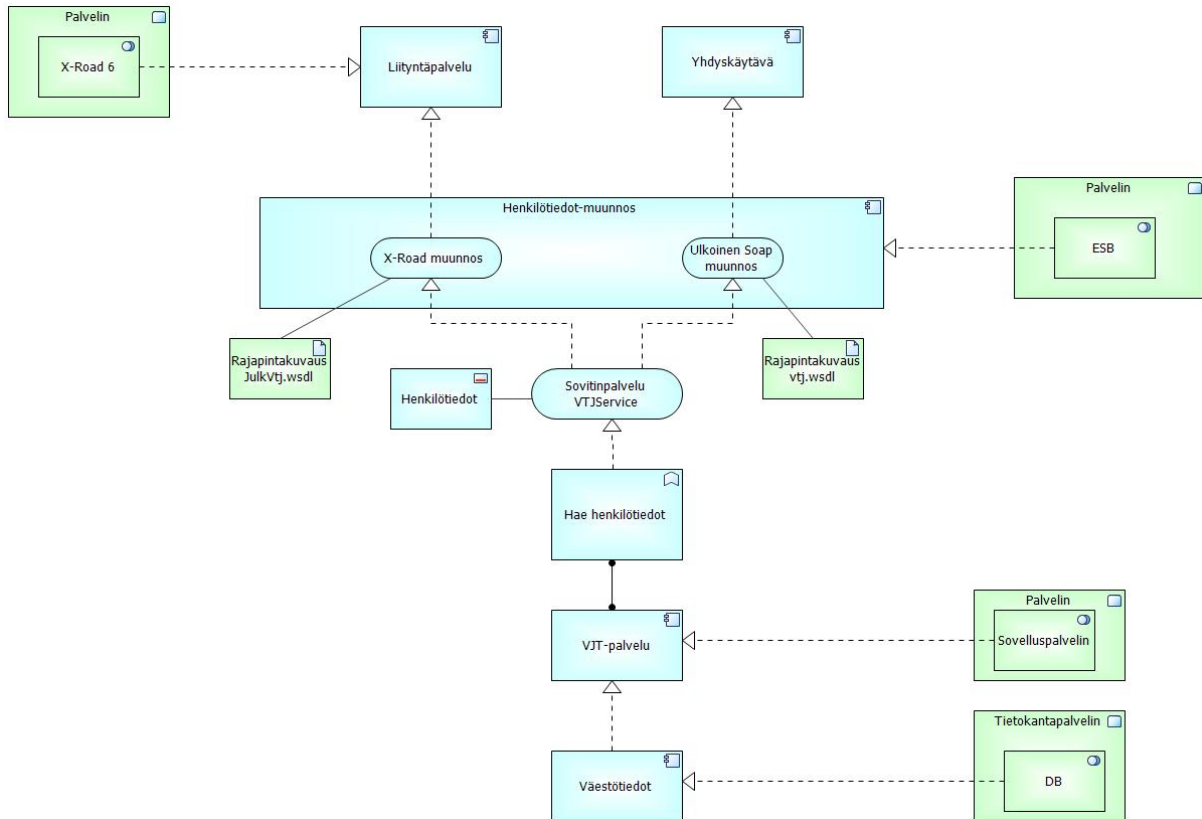 Palvelin
X-Road 6
Liityntäpalvelu
Yhdyskäytävä
Henkilötiedot-muunnos
X-Road muunnos
Ulkoinen Soap
muunnos
Palvelin
ESB
Rajapintakuvaus
JulkVtj.wsdl
Rajapintakuvaus
vtj.wsdl
Henkilötiedot
Sovitinpalvelu
VTJService
Hae henkilötiedot
VJT-palvelu
Palvelin
Sovelluspalvelin
Väestötiedot
Tietokantapalvelin
DB